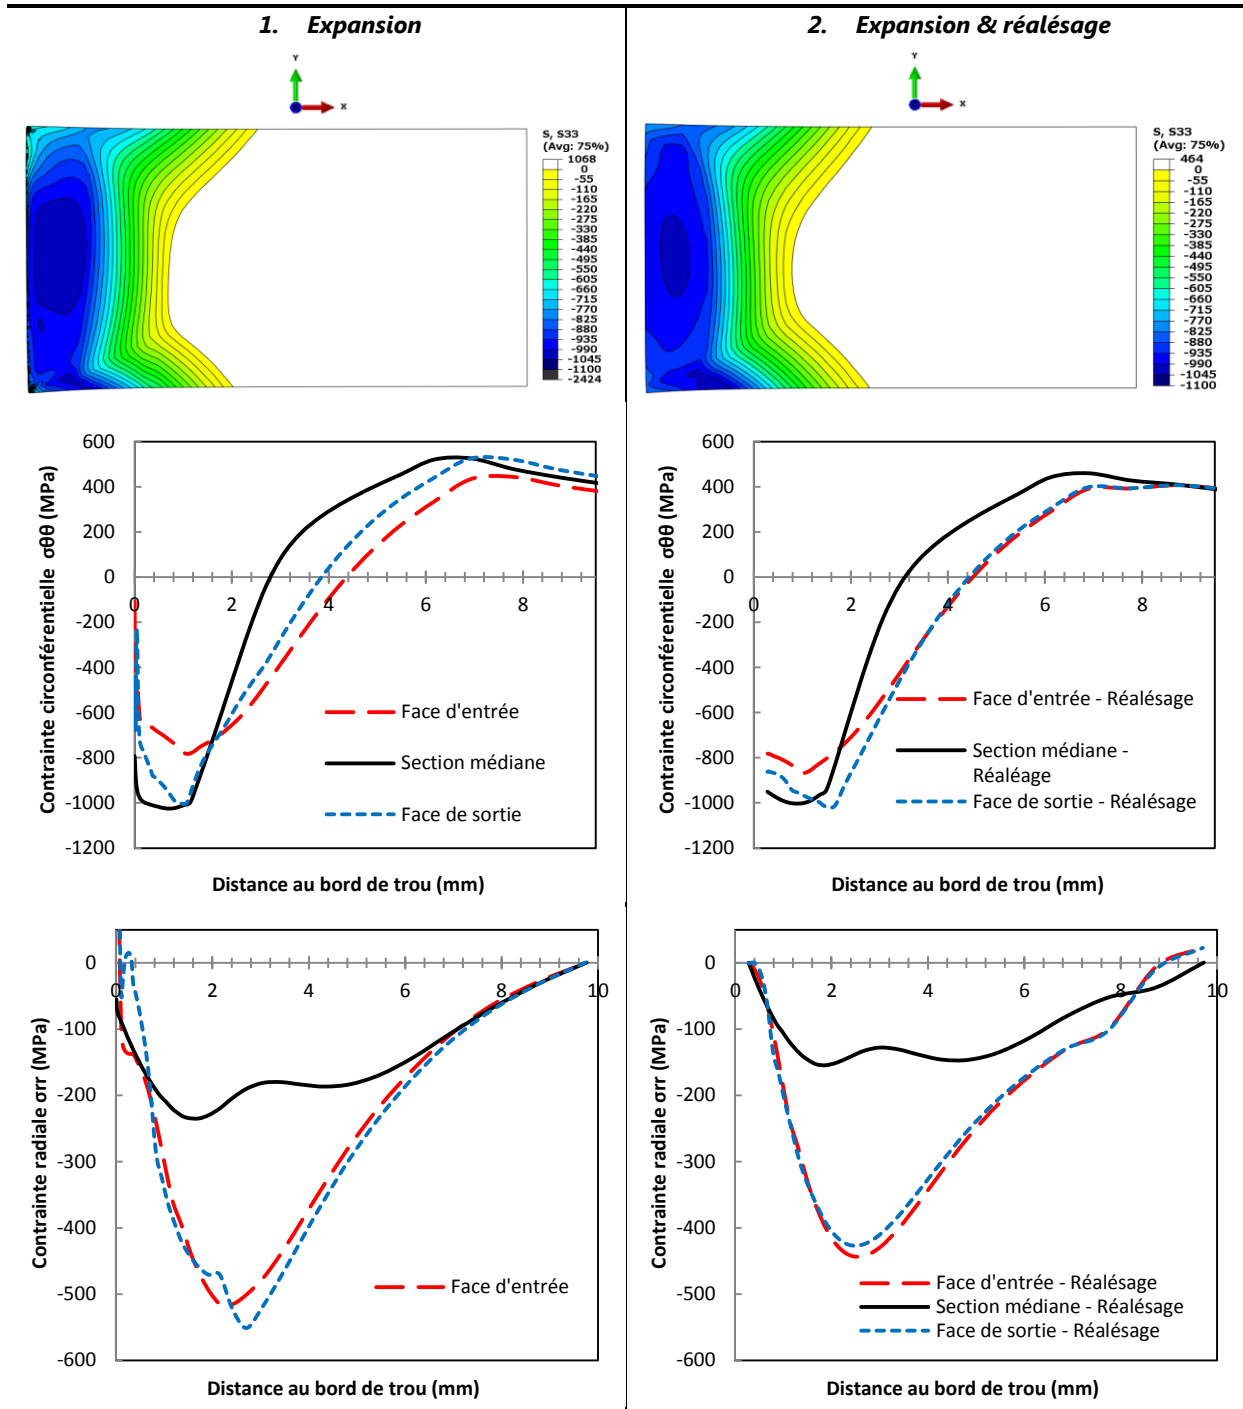 1. Expansion
2. Expansion & réalésage
Y
X
S, S33
(Avg: 75%)
1068
0
-55
-110
-165
-220
-275
-330
-385
-440
-495
-550
-605
-660
-715
-770
-825
-880
-935
-990
-1045
-1100
-2424
Y
X
S, S33
(Avg: 75%)
464
0
-55
-110
-165
-220
-275
-330
-385
-440
-495
-550
-605
-660
-715
-770
-825
-880
-935
-990
-1045
-1100
Contrainte circonférentielle σθθ (MPa)
600
400
200
0
-200
-400
-600
-800
-1000
-1200
0 2 4 6 8
Face d'entrée
Section médiane
Face de sortie
Distance au bord de trou (mm)
Contrainte circonférentielle σθθ (MPa)
600
400
200
0
-200
-400
-600
-800
-1000
-1200
0 2 4 6 8
Face d'entrée - Réalésage
Section médiane -
Réaléage
Face de sortie - Réalésage
Distance au bord de trou (mm)
Contrainte radiale σrr (MPa)
0
-100
-200
-300
-400
-500
-600
0 2 4 6 8 10
Face d'entrée
Distance au bord de trou (mm)
Contrainte radiale σrr (MPa)
0
-100
-200
-300
-400
-500
-600
0 2 4 6 8 10
Face d'entrée - Réalésage
Section médiane - Réalésage
Face de sortie - Réalésage
Distance au bord de trou (mm)